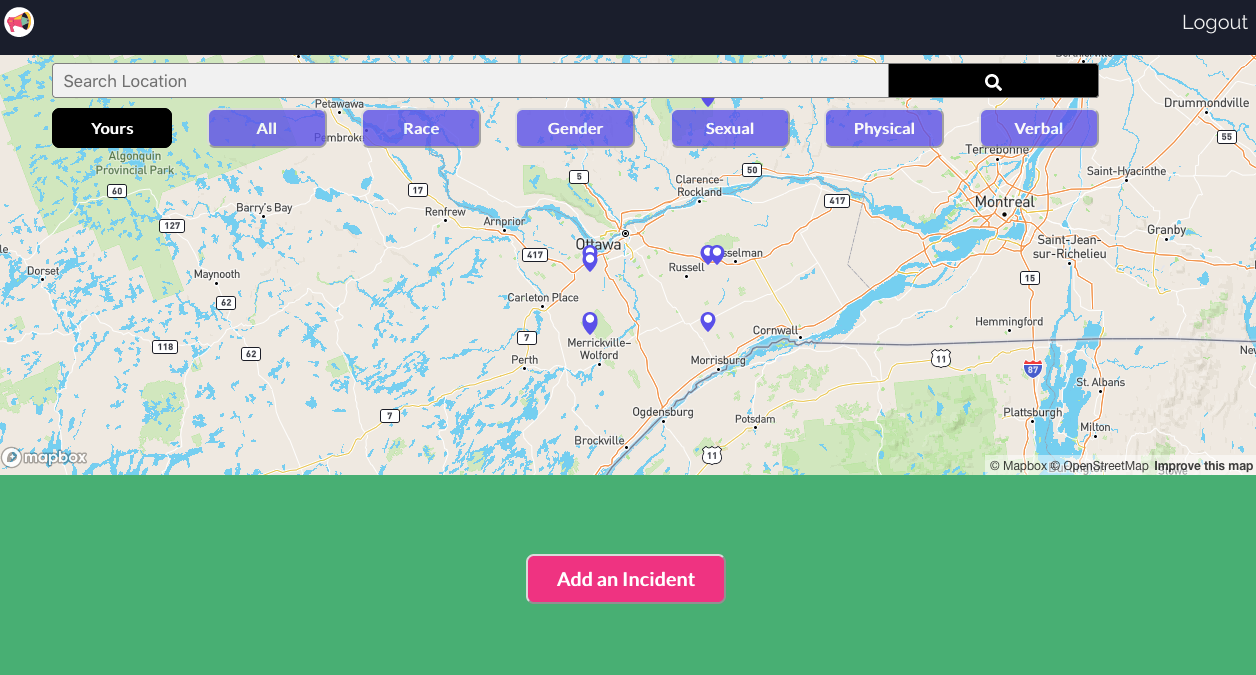 Logout
Search Location
Petawawa
Drummondville
Yours
All
Race
Gender
Sexual
Physical
Verbal
Pembroke
55
Terrebonne
Algonquin
Provincial Park
50
Saint-Hyacinthe
5
Clarence-
Rockland
60
17
417
Montreal
Barry's Bay
Renfrew
Arnprior
127
Granby
Ottawa
Saint-Jean-
sur-Richelieu
417
Russell
Dorset
Maynooth
15
62
Carleton Place
Hemmingford
Cornwall
7
118
62
Merrickville–
Wolford
Perth
Morrisburg
11
87
St. Albans
7
Ogdensburg
Potsdam
Plattsburgh
Milton
Brockville
11
mapbox
© Mapbox © OpenStreetMap Improve this map
Add an Incident